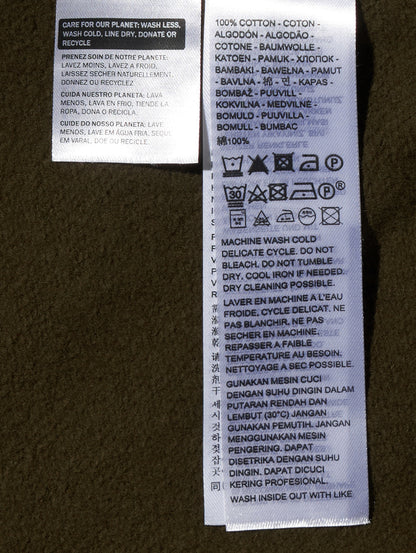 CARE FOR OUR PLANET: WASH LESS,
WASH COLD, LINE DRY, DONATE OR
RECYCLE
PRENEZ SOIN DE NOTRE PLANÈTE:
LAVEZ MOINS, LAVEZ A FROID,
LAISSEZ SÉCHER NATURELLEMENT,
DONNEZ OU RECYCLEZ
CUIDA NUESTRO PLANETA: LAVA
MENOS, LAVA EN FRIO, TIENDE LA
ROPA, DONA O RECICLA.
CUIDE DO NOSSO PLANETA: LAVE
MENOS, LAVE EM ÁGUA FRIA, SEQUE
EM VARAL, DOE OU RECICLE.
100% COTTON - COTON -
ALGODÓN - ALGODÃO -
COTONE - BAUMWOLLE -
KATOEN - PAMUK - ХЛОПОК -
BAMBAKI - BAWEŁNA - PAMUT
- BAVLNA - 棉 - 면 - KAPAS -
BOMBAŽ - PUUVILL -
KOKVILNA - MEDVILNĖ -
BOMULD - PUUVILLA -
BOMULL - BUMBAC
綿100%
30
P
P®
MACHINE WASH COLD
DELICATE CYCLE. DO NOT
BLEACH. DO NOT TUMBLE
DRY. COOL IRON IF NEEDED.
DRY CLEANING POSSIBLE.
LAVER EN MACHINE A L'EAU
FROIDE. CYCLE DELICAT. NE
PAS BLANCHIR. NE PAS
SECHER EN MACHINE.
REPASSER A FAIBLE
TEMPERATURE AU BESOIN.
NETTOYAGE A SEC POSSIBLE.
GUNAKAN MESIN CUCI
DENGAN SUHU DINGIN DALAM
PUTARAN RENDAH DAN
LEMBUT (30°C) JANGAN
GUNAKAN PEMUTIH. JANGAN
MENGGUNAKAN MESIN
PENGERING. DAPAT
DISETRIKA DENGAN SUHU
DINGIN. DAPAT DICUCI
KERING PROFESIONAL.
WASH INSIDE OUT WITH LIKE